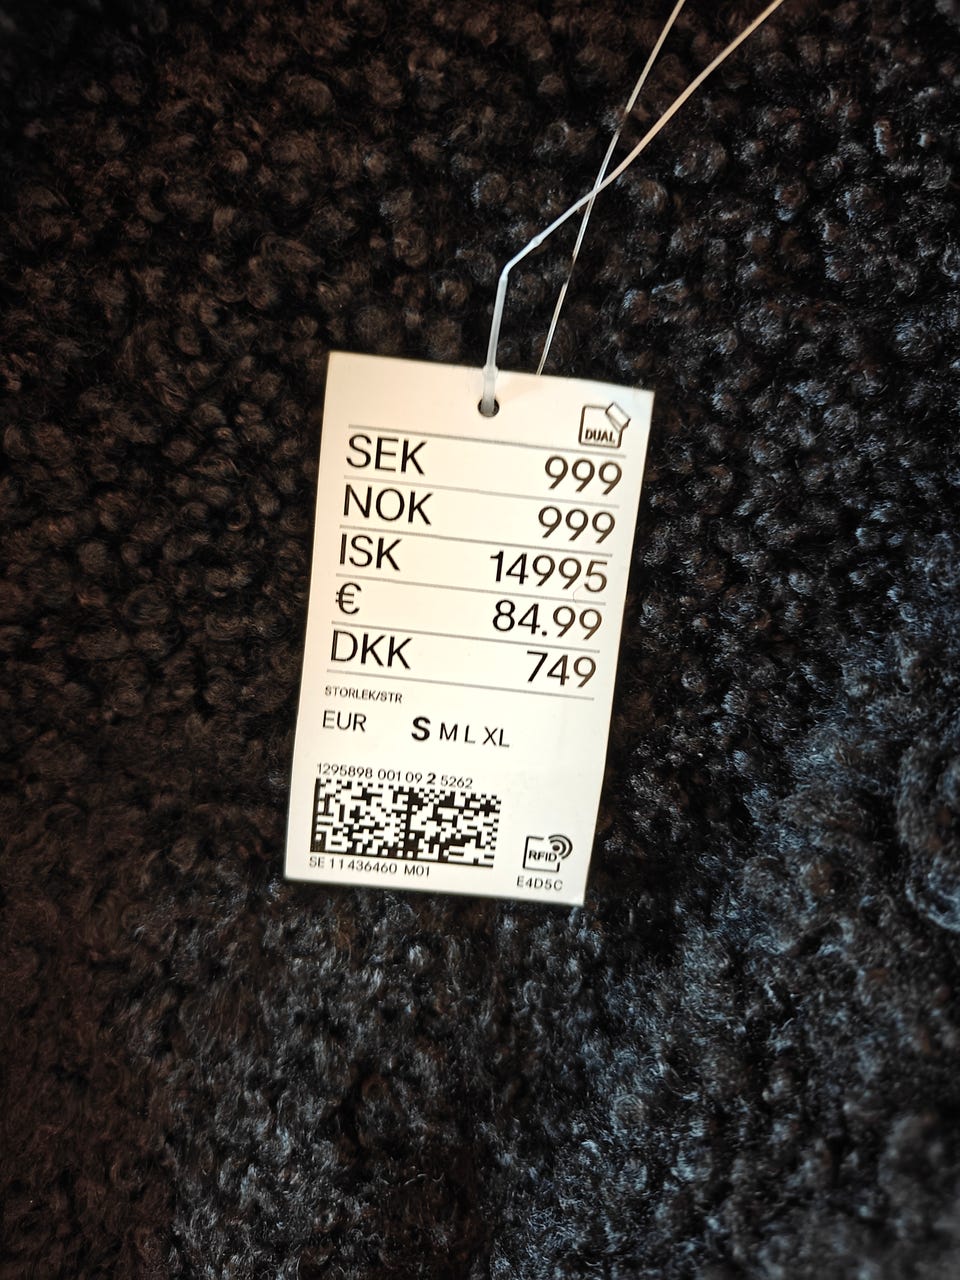 DUAL
SEK 999
NOK 999
ISK 14995
€ 84.99
DKK 749
STORLEK/STR
EUR S M L XL
1295898 001 09 2 5262
SE 11436460 M01
RFID
E4D5C